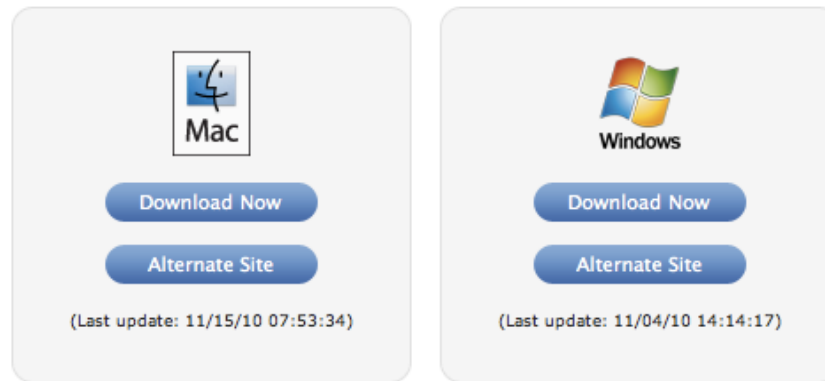 Mac
Download Now
Alternate Site
(Last update: 11/15/10 07:53:34)
Windows
Download Now
Alternate Site
(Last update: 11/04/10 14:14:17)